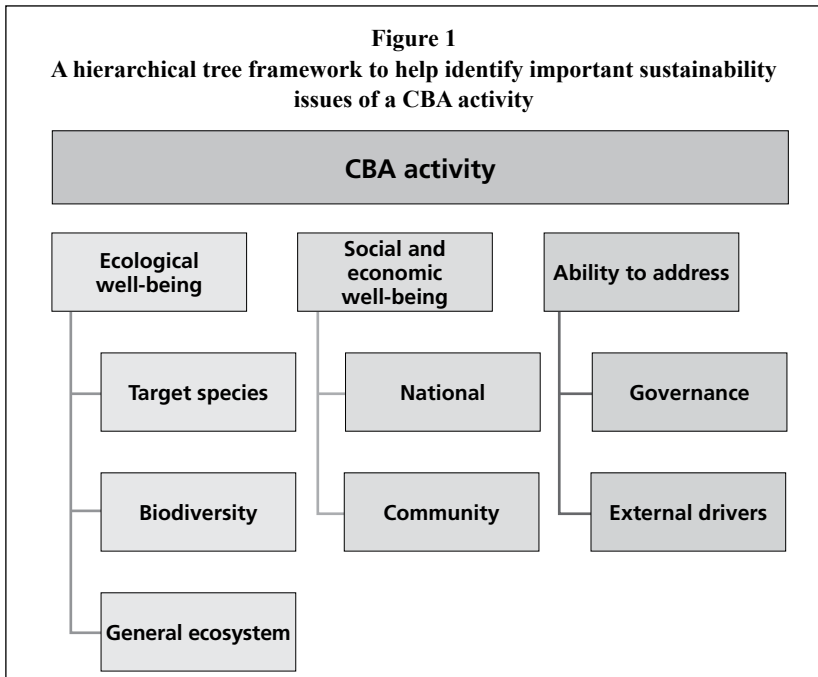 Figure 1
A hierarchical tree framework to help identify important sustainability
issues of a CBA activity
CBA activity
Ecological
well-being
Target species
Biodiversity
General ecosystem
Social and
economic
well-being
National
Community
Ability to address
Governance
External drivers